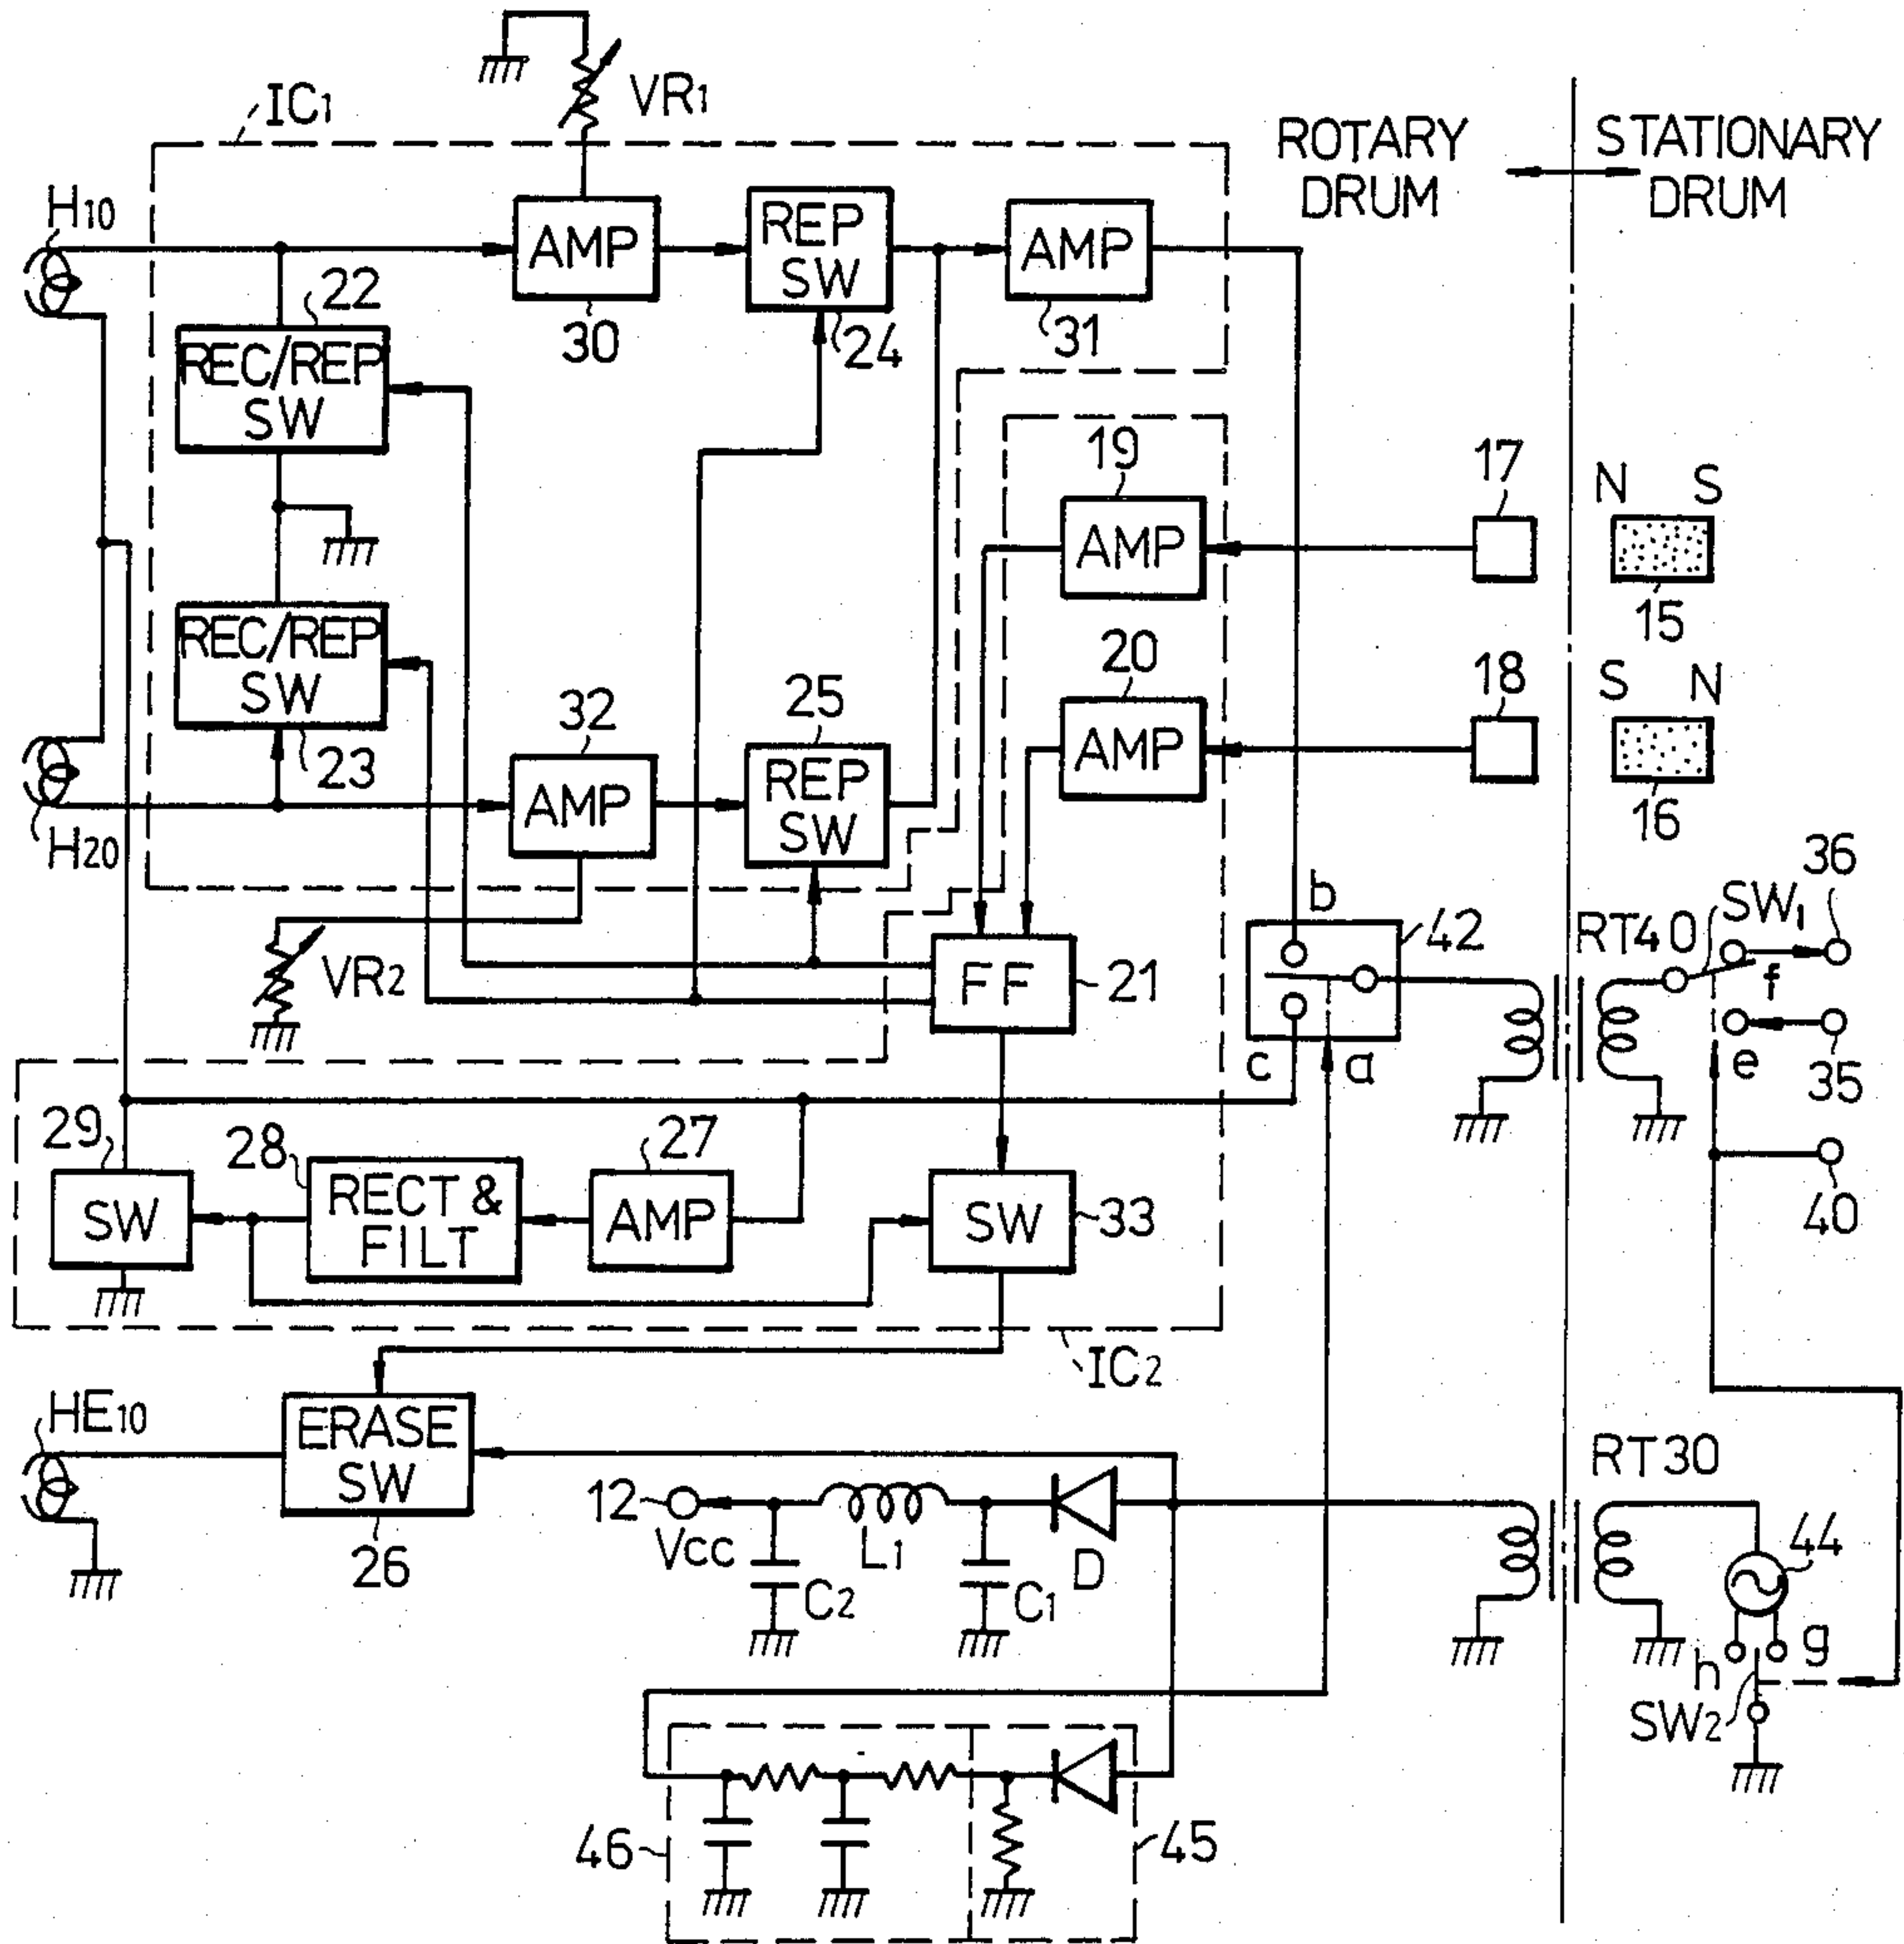 IC1
VR1
ROTARY
DRUM
STATIONARY
DRUM
H10
AMP
30
REP
SW
24
AMP
31
22
REC/REP
SW
19
AMP
17
N S
15
REC/REP
SW
23
20
AMP
18
S N
16
32
AMP
25
REP
SW
H20
VR2
FF
21
b
42
c
a
RT40
SW1
36
f
e
35
40
29
SW
28
RECT &
FILT
27
AMP
SW
33
IC2
HE10
ERASE
SW
26
12
Vcc
L1
C2
C1
D
RT30
44
h
g
SW2
46
45